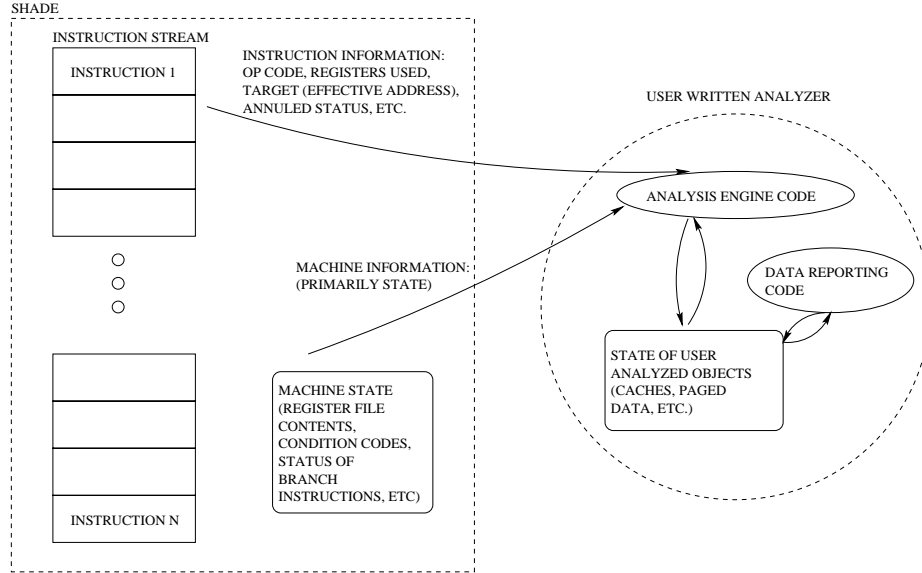 SHADE
INSTRUCTION STREAM
INSTRUCTION 1
INSTRUCTION INFORMATION:
OP CODE, REGISTERS USED,
TARGET (EFFECTIVE ADDRESS),
ANNULED STATUS, ETC.
USER WRITTEN ANALYZER
ANALYSIS ENGINE CODE
MACHINE INFORMATION:
(PRIMARILY STATE)
DATA REPORTING
CODE
STATE OF USER
ANALYZED OBJECTS
(CACHES, PAGED
DATA, ETC.)
MACHINE STATE
(REGISTER FILE
CONTENTS,
CONDITION CODES,
STATUS OF
BRANCH
INSTRUCTIONS, ETC)
INSTRUCTION N